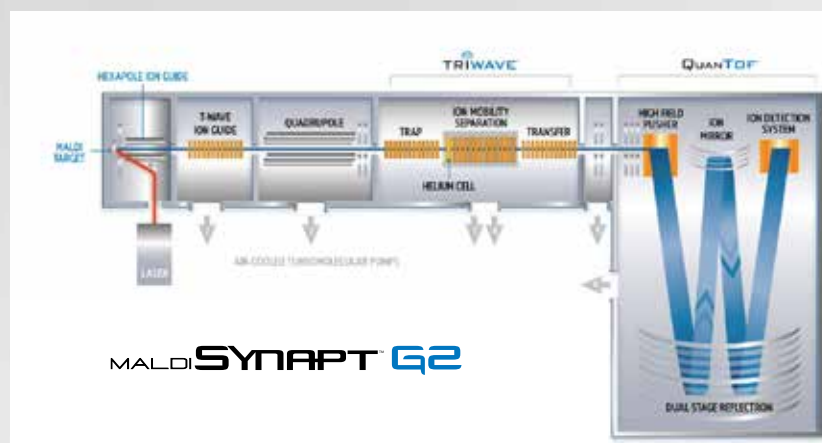 TRIWAVE
QUANTOF
HEXAPOLE ION GUIDE
T-WAVE
ION GUIDE
QUADRUPOLE
ION MOBILITY
SEPARATION
TRAP
TRANSFER
HIGH FIELD
PUSHER
ION
MIRROR
ION DETECTION
SYSTEM
MALDI
TARGET
HELIUM CELL
LASER
AIR-COOLED TURBOMOLECULAR PUMPS
MALDI SYNAPT™ G2
DUAL STAGE REFLECTRON